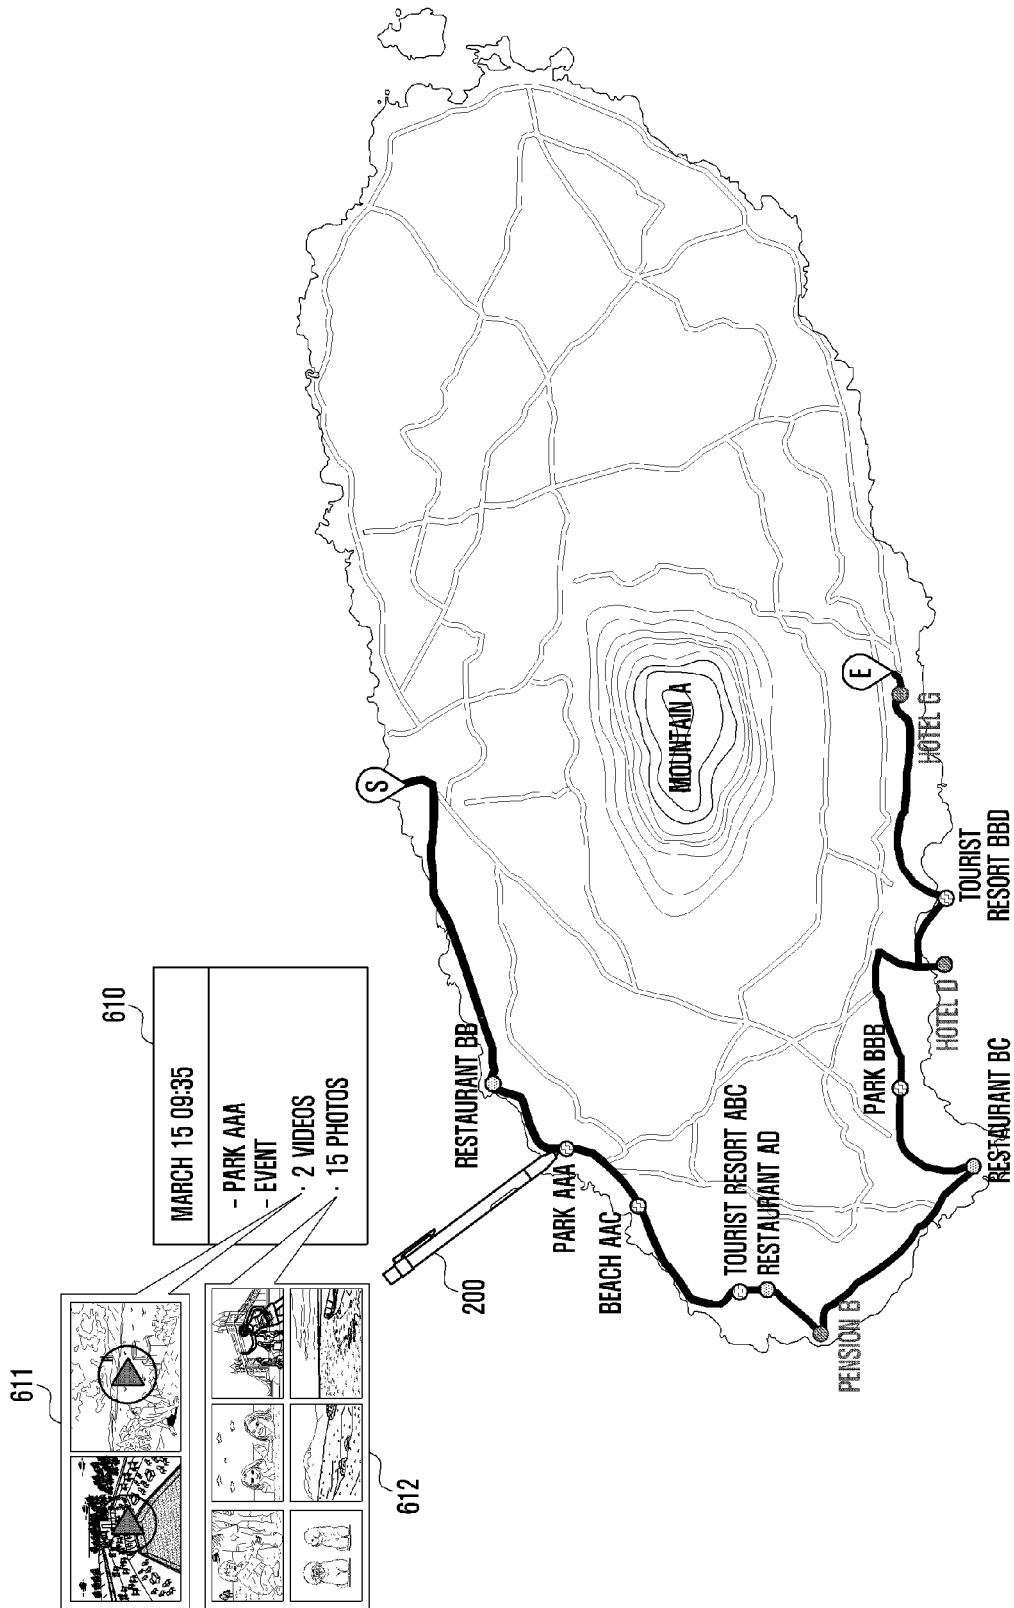 611
612
610
MARCH 15 09:35
- PARK AAA
- EVENT
· 2 VIDEOS
· 15 PHOTOS
200
S
RESTAURANT BB
PARK AAA
BEACH AAC
TOURIST RESORT ABC
RESTAURANT AD
PENSION B
RESTAURANT BC
PARK BBB
HOTEL D
TOURIST
RESORT BBD
HOTEL G
E
MOUNTAIN A